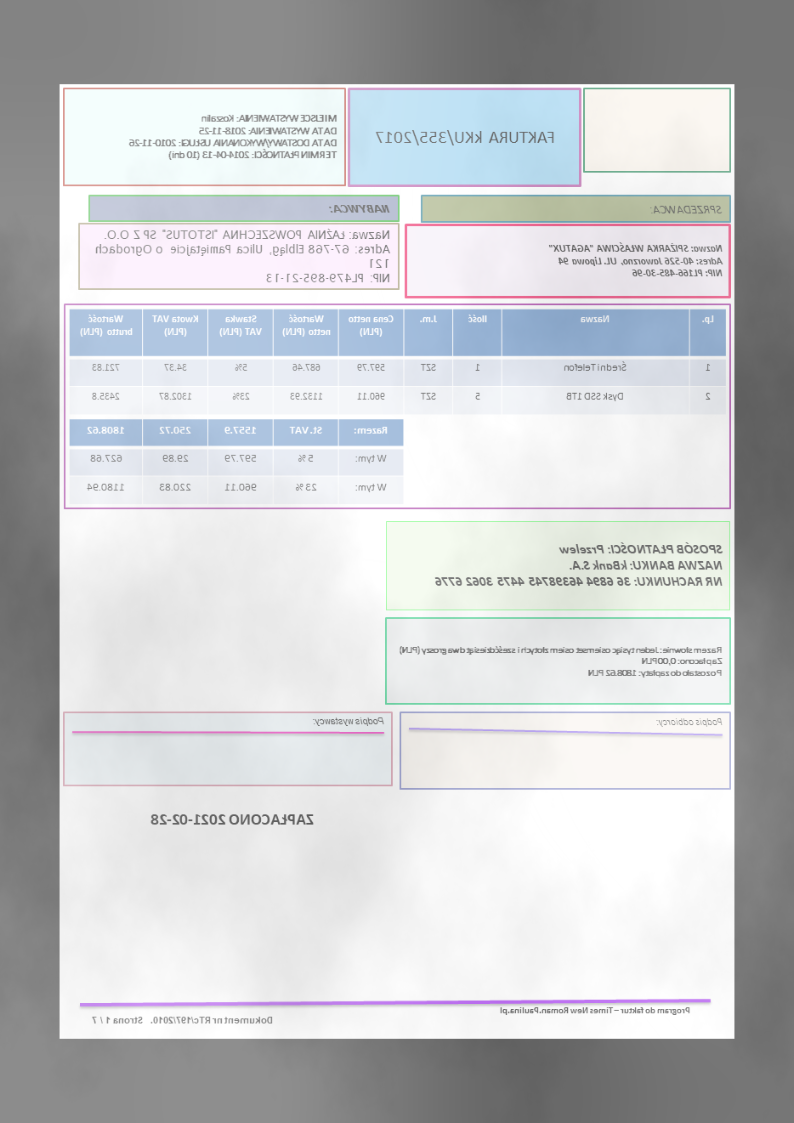 FAKTURA KKU/355/2017
MIEJSCE WYSTAWIENIA: Koszalin
DATA WYSTAWIENIA: 2018-11-25
DATA DOSTAWY/WYKONANIA USŁUGI: 2010-11-26
TERMIN PŁATNOŚCI: 2014-04-13 (10 dni)
SPRZEDAWCA:
Nazwa: SPIŻARKA WŁAŚCIWA "AGATUX"
Adres: 40-526 Jaworzno, UL. Lipowa 94
NIP: PL166-485-30-96
NABYWCA:
Nazwa: ŁAŹNIA POWSZECHNA "ISTOTUS" SP Z O.O.
Adres: 67-768 Elbląg, Ulica Pamiętajcie o Ogrodach
121
NIP: PL479-895-21-13
Lp. Nazwa Ilość J.m. Cena netto (PLN) Wartość netto (PLN) Stawka VAT (PLN) Kwota VAT (PLN) Wartość brutto (PLN)
1 Średni Telefon 1 SZT 597.79 687.46 5% 34.37 721.83
2 Dysk SSD 1TB 5 SZT 960.11 1132.93 23% 1302.87 2435.8
Razem: St. VAT 1557.9 250.72 1808.62
W tym: 5 % 597.79 29.89 627.68
W tym: 23 % 960.11 220.83 1180.94
SPOSÓB PŁATNOŚCI: Przelew
NAZWA BANKU: kBank S.A.
NR RACHUNKU: 36 6894 46398745 4475 3062 6776
Razem słownie: Jeden tysiąc osiemset osiem złotych i sześćdziesiąt dwa groszy (PLN)
Zapłacono: 0,00 PLN
Pozostało do zapłaty: 1808.62 PLN
Podpis odbiorcy:
Podpis wystawcy:
ZAPŁACONO 2021-02-28
Program do faktur – Times New Roman.Paulina.pl
Dokument nr RTc/197/2010. Strona 1 / 7